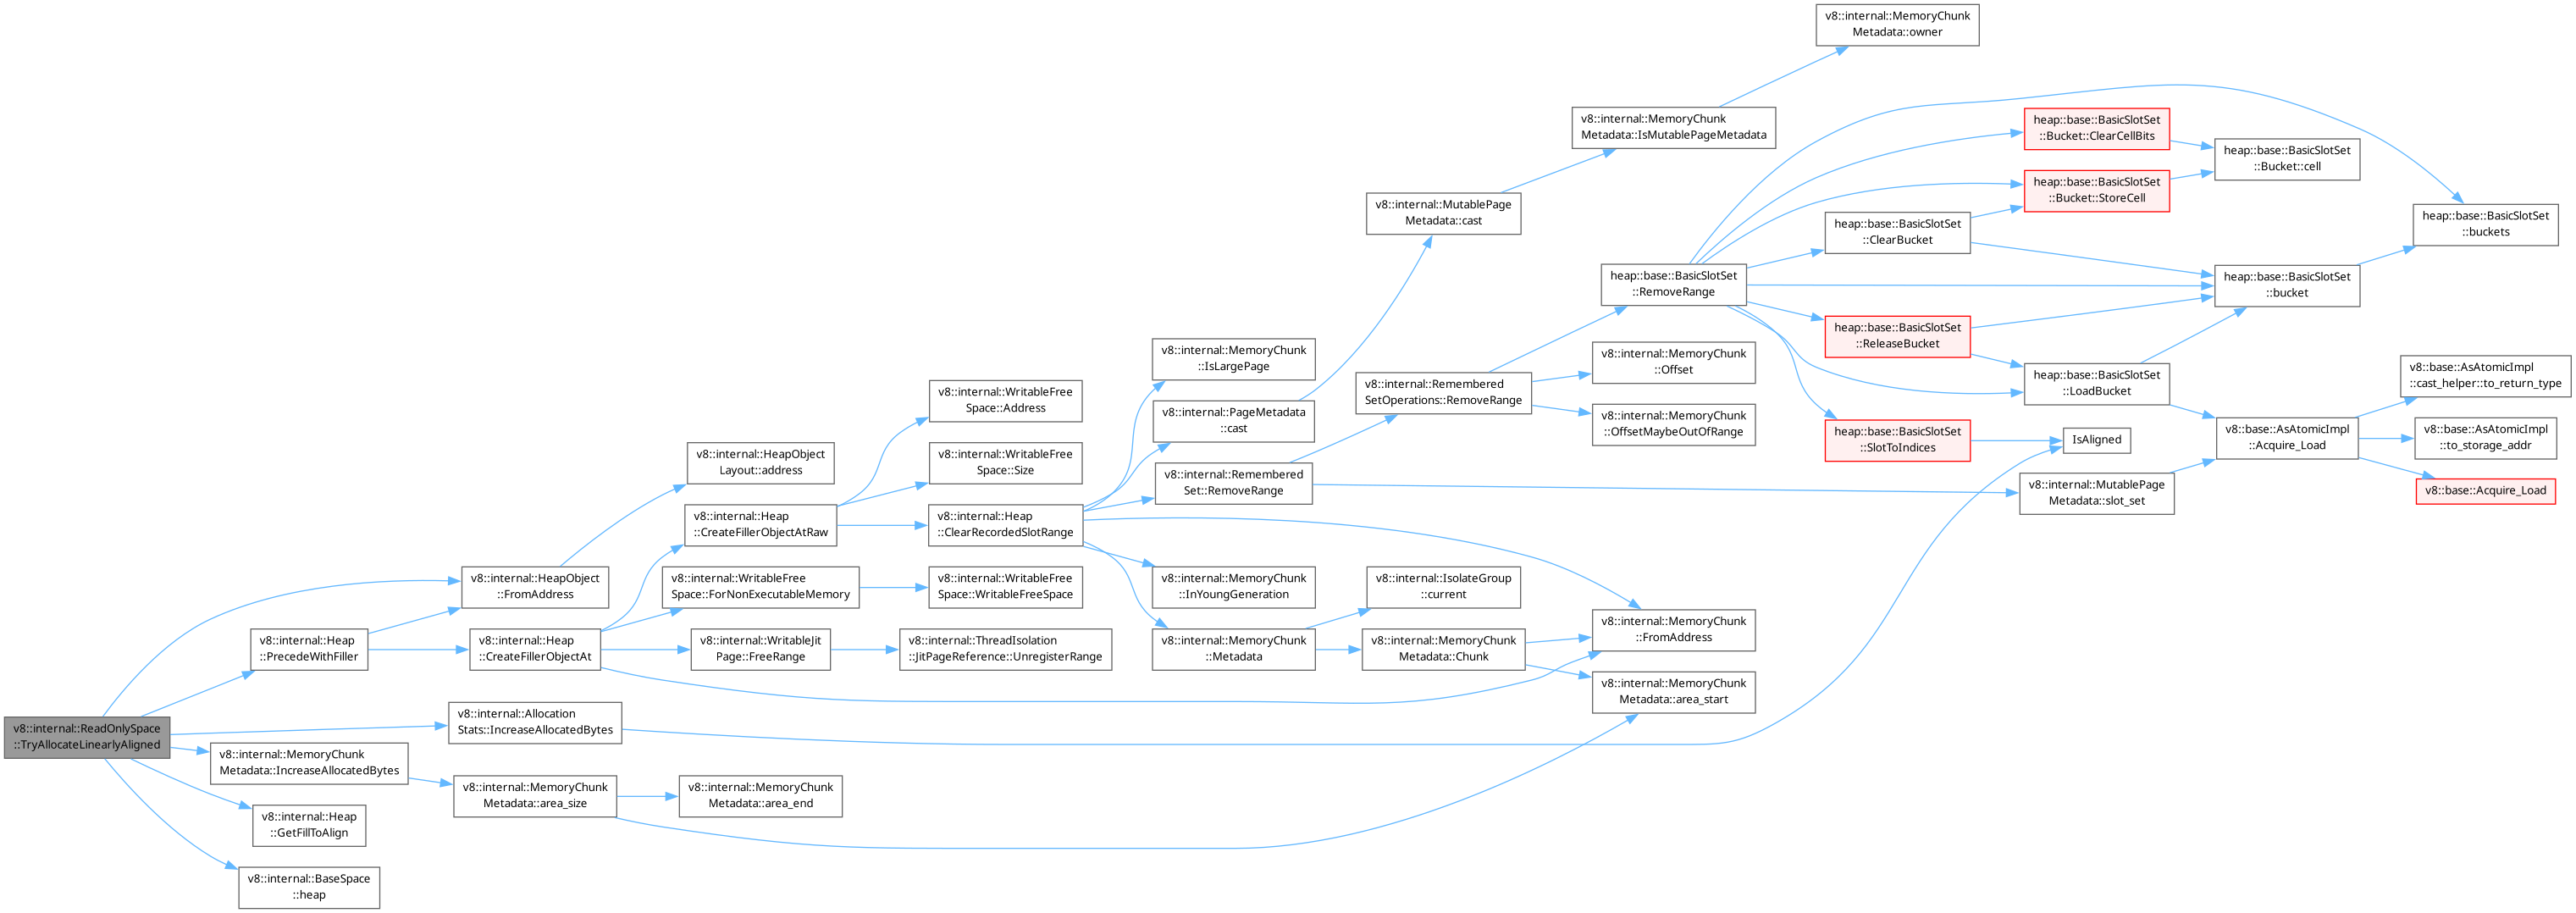 v8::internal::ReadOnlySpace
::TryAllocateLinearlyAligned
v8::internal::HeapObject
::FromAddress
v8::internal::HeapObject
Layout::address
v8::internal::Heap
::PrecedeWithFiller
v8::internal::Heap
::CreateFillerObjectAt
v8::internal::Heap
::CreateFillerObjectAtRaw
v8::internal::WritableFree
Space::Address
v8::internal::WritableFree
Space::Size
v8::internal::Heap
::ClearRecordedSlotRange
v8::internal::MemoryChunk
::IsLargePage
v8::internal::PageMetadata
::cast
v8::internal::MutablePage
Metadata::cast
v8::internal::MemoryChunk
Metadata::IsMutablePageMetadata
v8::internal::MemoryChunk
Metadata::owner
v8::internal::Remembered
Set::RemoveRange
v8::internal::Remembered
SetOperations::RemoveRange
heap::base::BasicSlotSet
::RemoveRange
heap::base::BasicSlotSet
::Bucket::ClearCellBits
heap::base::BasicSlotSet
::Bucket::cell
heap::base::BasicSlotSet
::Bucket::StoreCell
heap::base::BasicSlotSet
::ClearBucket
heap::base::BasicSlotSet
::buckets
heap::base::BasicSlotSet
::bucket
heap::base::BasicSlotSet
::ReleaseBucket
heap::base::BasicSlotSet
::LoadBucket
heap::base::BasicSlotSet
::SlotToIndices
IsAligned
v8::base::AsAtomicImpl
::Acquire_Load
v8::base::AsAtomicImpl
::cast_helper::to_return_type
v8::base::AsAtomicImpl
::to_storage_addr
v8::base::Acquire_Load
v8::internal::MemoryChunk
::Offset
v8::internal::MemoryChunk
::OffsetMaybeOutOfRange
v8::internal::MutablePage
Metadata::slot_set
v8::internal::MemoryChunk
::InYoungGeneration
v8::internal::MemoryChunk
::Metadata
v8::internal::IsolateGroup
::current
v8::internal::MemoryChunk
Metadata::Chunk
v8::internal::MemoryChunk
::FromAddress
v8::internal::MemoryChunk
Metadata::area_start
v8::internal::WritableFree
Space::ForNonExecutableMemory
v8::internal::WritableFree
Space::WritableFreeSpace
v8::internal::WritableJit
Page::FreeRange
v8::internal::ThreadIsolation
::JitPageReference::UnregisterRange
v8::internal::Allocation
Stats::IncreaseAllocatedBytes
v8::internal::MemoryChunk
Metadata::IncreaseAllocatedBytes
v8::internal::MemoryChunk
Metadata::area_size
v8::internal::MemoryChunk
Metadata::area_end
v8::internal::Heap
::GetFillToAlign
v8::internal::BaseSpace
::heap